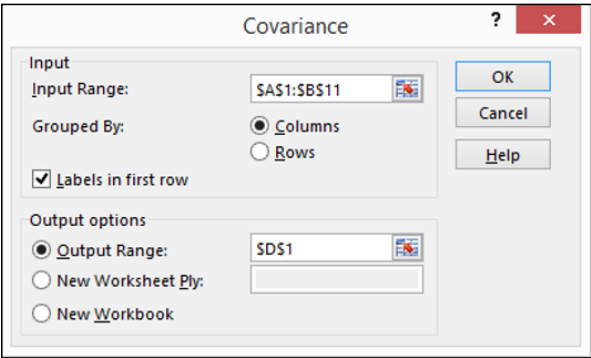 Covariance
?
×
Input
Input Range:
$A$1:$B$11
OK
Grouped By:
Columns
Cancel
Rows
Help
Labels in first row
Output options
Output Range:
$D$1
New Worksheet Ply:
New Workbook